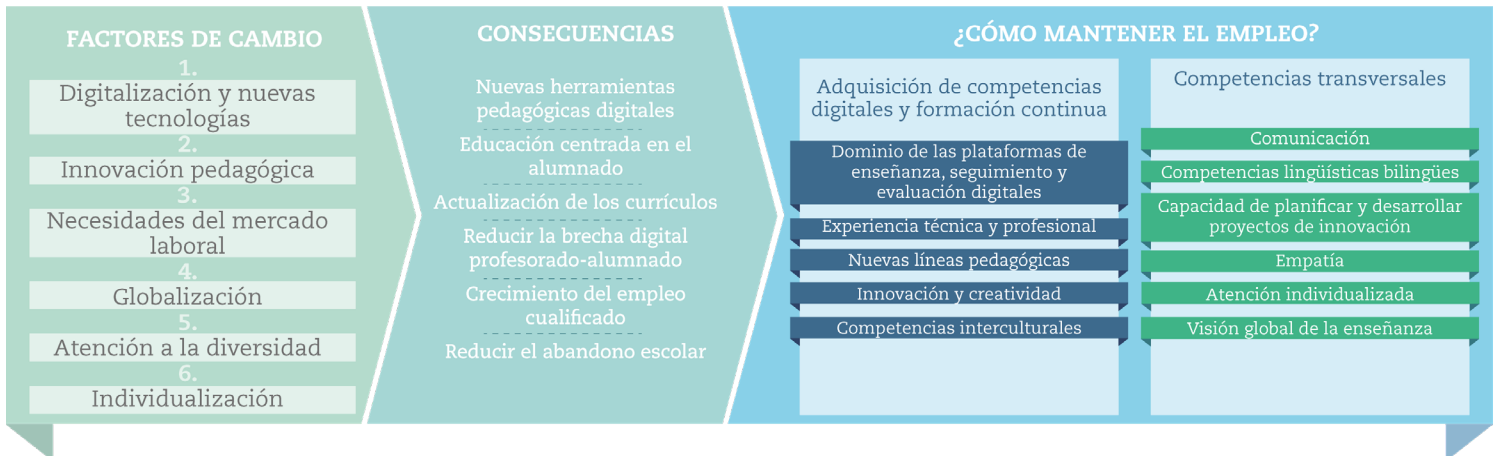 FACTORES DE CAMBIO
1.
Digitalización y nuevas
tecnologías
2.
Innovación pedagógica
3.
Necesidades del mercado
laboral
4.
Globalización
5.
Atención a la diversidad
6.
Individualización
CONSECUENCIAS
Nuevas herramientas
pedagógicas digitales
Educación centrada en el
alumnado
Actualización de los currículos
Reducir la brecha digital
profesorado-alumnado
Crecimiento del empleo
cualificado
Reducir el abandono escolar
¿CÓMO MANTENER EL EMPLEO?
Adquisición de competencias
digitales y formación continua
Dominio de las plataformas de
enseñanza, seguimiento y
evaluación digitales
Experiencia técnica y profesional
Nuevas líneas pedagógicas
Innovación y creatividad
Competencias interculturales
Competencias transversales
Comunicación
Competencias lingüísticas bilingües
Capacidad de planificar y desarrollar
proyectos de innovación
Empatía
Atención individualizada
Visión global de la enseñanza